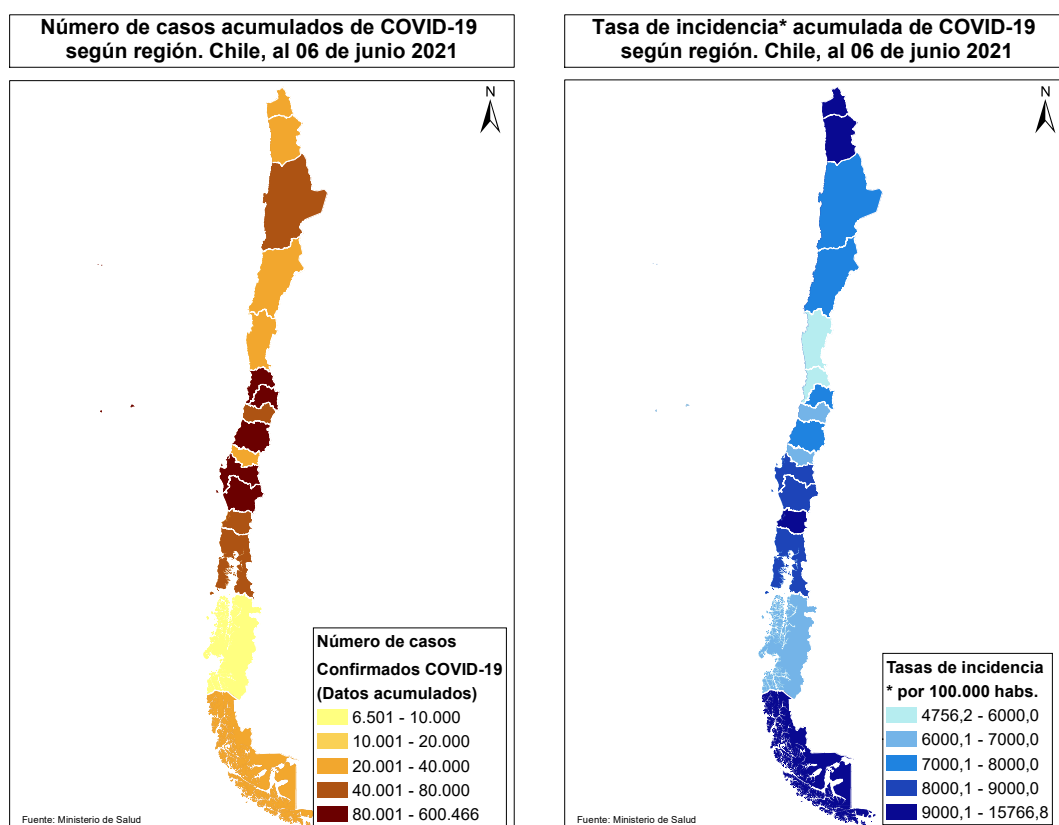 Número de casos acumulados de COVID-19
según región. Chile, al 06 de junio 2021
N
Número de casos
Confirmados COVID-19
(Datos acumulados)
6.501 - 10.000
10.001 - 20.000
20.001 - 40.000
40.001 - 80.000
80.001 - 600.466
Fuente: Ministerio de Salud
Tasa de incidencia* acumulada de COVID-19
según región. Chile, al 06 de junio 2021
N
Tasas de incidencia
* por 100.000 habs.
4756,2 - 6000,0
6000,1 - 7000,0
7000,1 - 8000,0
8000,1 - 9000,0
9000,1 - 15766,8
Fuente: Ministerio de Salud